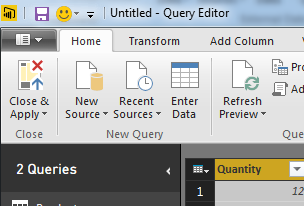 Untitled - Query Editor
Home Transform Add Column
Close & Apply New Source Recent Sources Enter Data Refresh Preview
Close New Query
2 Queries Quantity
1 12